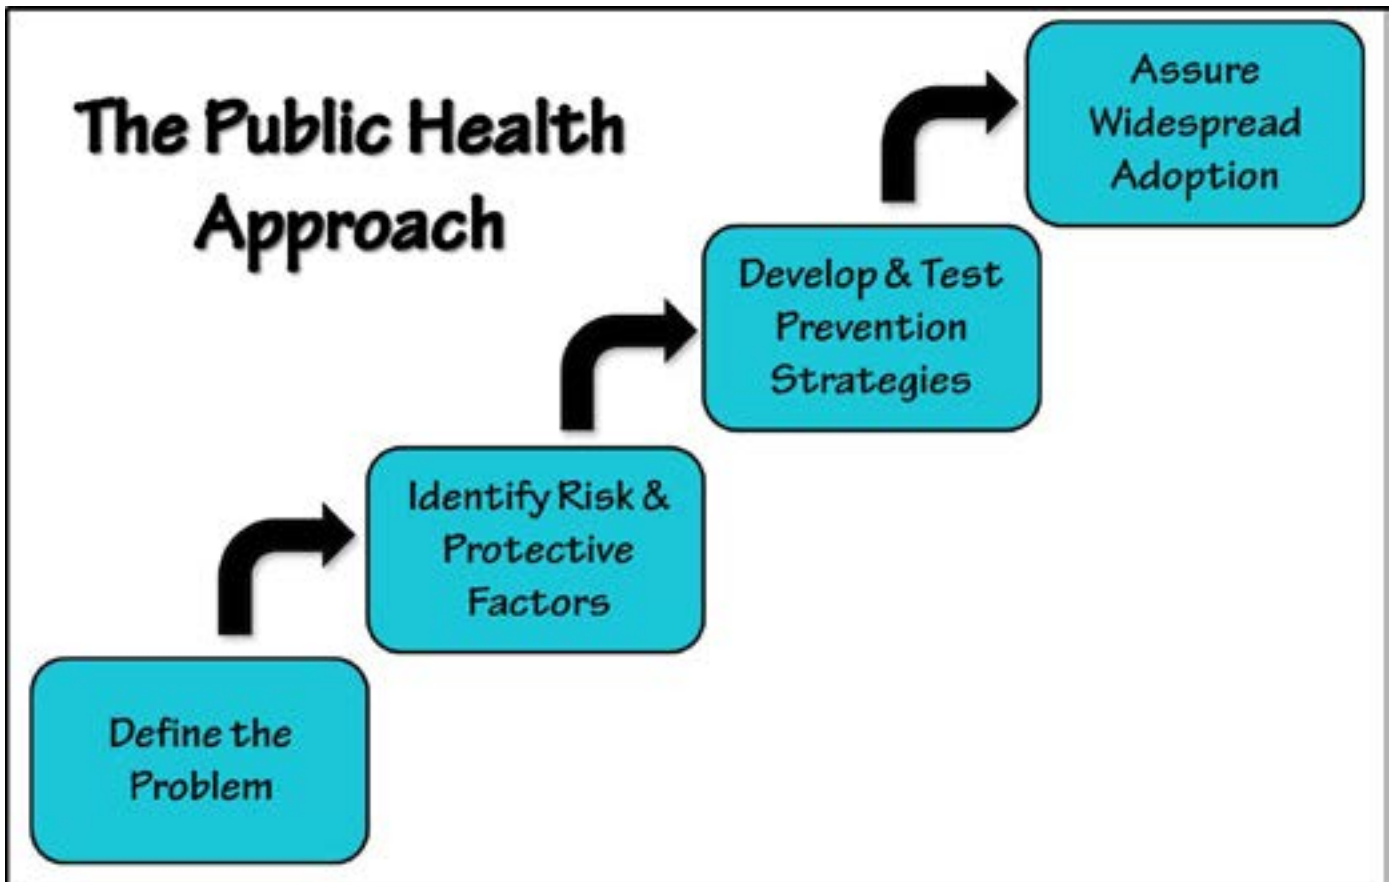 The Public Health
Approach
Assure
Widespread
Adoption
Develop & Test
Prevention
Strategies
Identify Risk &
Protective
Factors
Define the
Problem